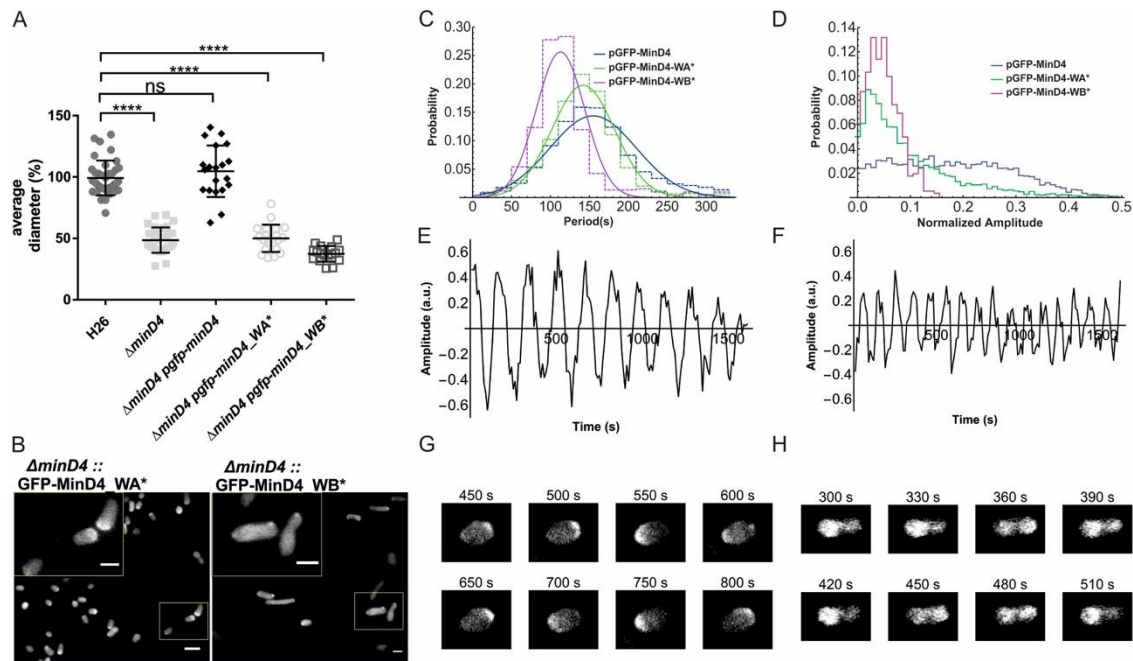 A
****
****
ns
****
average
diameter (%)
150
100
50
0
H26
ΔminD4
ΔminD4 pgfp-minD4
ΔminD4 pgfp-minD4_WA*
ΔminD4 pgfp-minD4_WB*
B
ΔminD4 ::
GFP-MinD4_WA*
ΔminD4 ::
GFP-MinD4_WB*
C
Probability
0.30
0.25
0.20
0.15
0.10
0.05
0 50 100 150 200 250 300
Period(s)
pGFP-MinD4
pGFP-MinD4-WA*
pGFP-MinD4-WB*
D
Probability
0.14
0.12
0.10
0.08
0.06
0.04
0.02
0.0 0.1 0.2 0.3 0.4 0.5
Normalized Amplitude
pGFP-MinD4
pGFP-MinD4-WA*
pGFP-MinD4-WB*
E
Amplitude (a.u.)
0.6
0.4
0.2
−0.2
−0.4
−0.6
500 1000 1500
Time (s)
F
Amplitude (a.u.)
0.6
0.4
0.2
−0.2
−0.4
−0.6
500 1000 1500
Time (s)
G
450 s 500 s 550 s 600 s
650 s 700 s 750 s 800 s
H
300 s 330 s 360 s 390 s
420 s 450 s 480 s 510 s